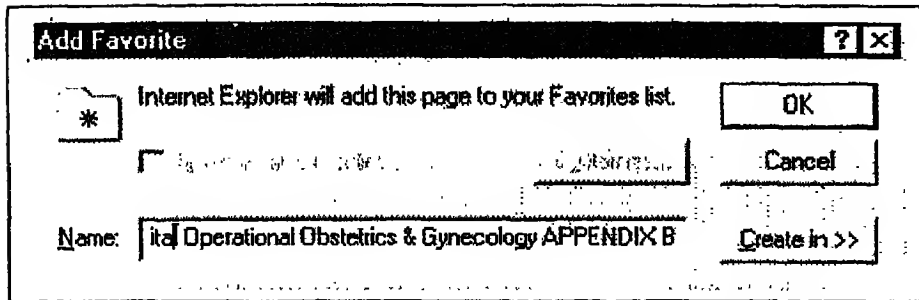 Add Favorite
Internet Explorer will add this page to your Favorites list.
OK
Cancel
Name: ital Operational Obstetrics & Gynecology APPENDIX B
Create in >>